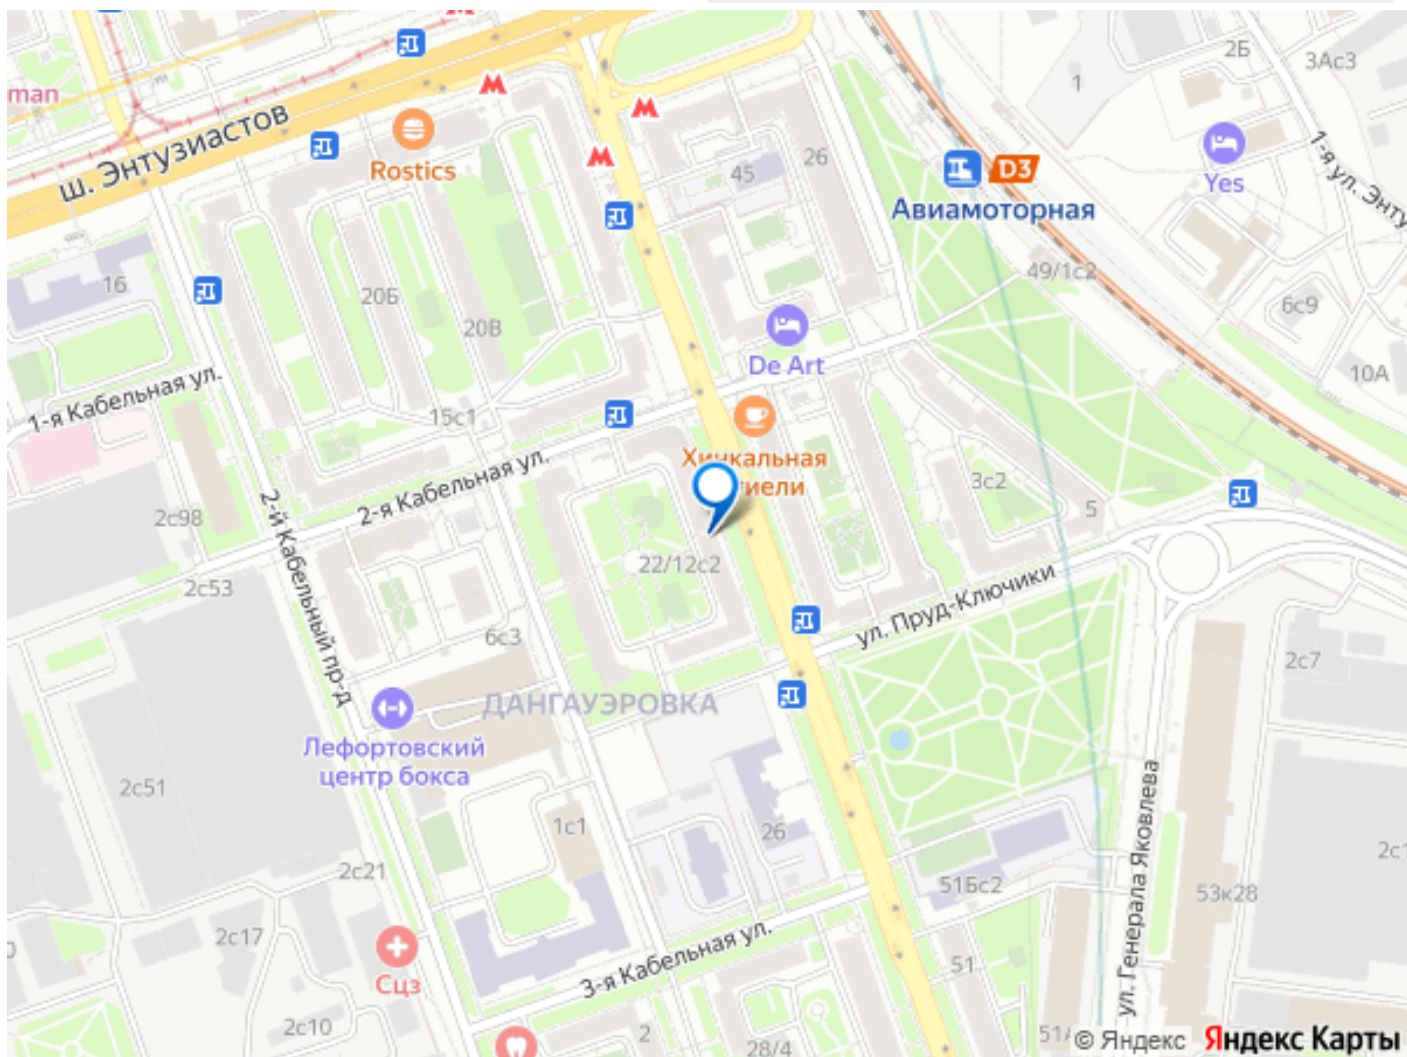 2Б
3Ас3
1
man
ш. Энтузиастов
Rostics
45
26
D3
Авиамоторная
Yes
1-я ул. Энту
16
20Б
20В
49/1с2
6с9
De Art
10А
1-я Кабельная ул.
15с1
Хинкальная
2-я Кабельная ул.
3с2
5
2с98
2-й Кабельный пр-д
22/12с2
2с53
ул. Пруд-Ключики
6с3
2с7
ДАНГАУЭРОВКА
Лефортовский
центр бокса
2с51
1с1
26
ул. Генерала Яковлева
2с21
51Бс2
53к28
2с17
3-я Кабельная ул.
51
Сцз
2с10
2
28/4
© Яндекс
Яндекс Карты